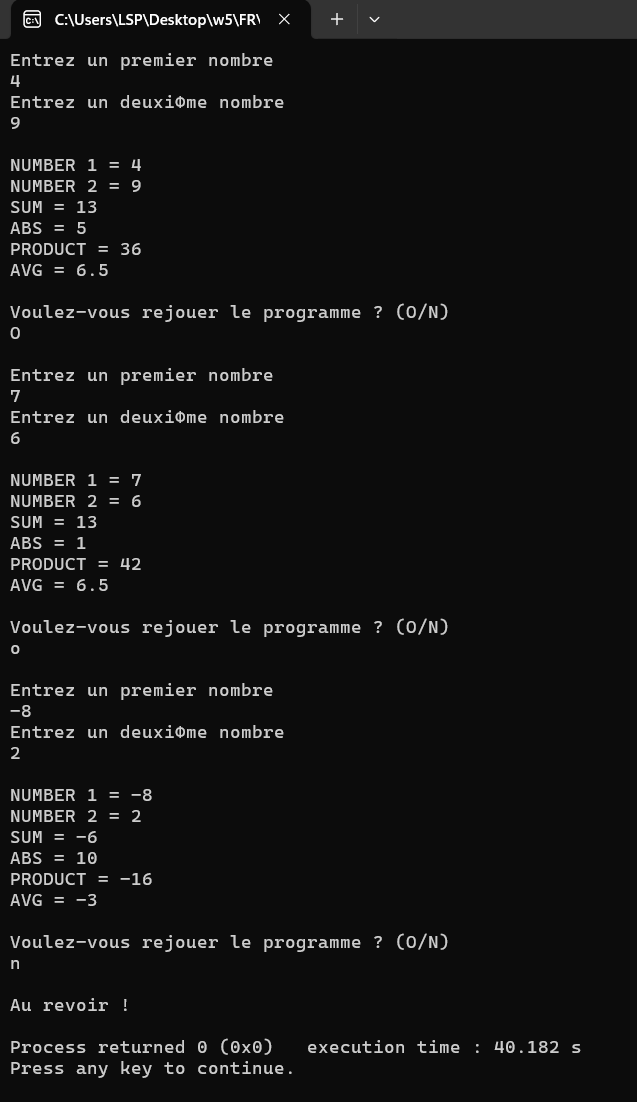 C:\Users\LSP\Desktop\w5\FR\
Entrez un premier nombre
4
Entrez un deuxiΦme nombre
9
NUMBER 1 = 4
NUMBER 2 = 9
SUM = 13
ABS = 5
PRODUCT = 36
AVG = 6.5
Voulez-vous rejouer le programme ? (O/N)
O
Entrez un premier nombre
7
Entrez un deuxiΦme nombre
6
NUMBER 1 = 7
NUMBER 2 = 6
SUM = 13
ABS = 1
PRODUCT = 42
AVG = 6.5
Voulez-vous rejouer le programme ? (O/N)
o
Entrez un premier nombre
-8
Entrez un deuxiΦme nombre
2
NUMBER 1 = -8
NUMBER 2 = 2
SUM = -6
ABS = 10
PRODUCT = -16
AVG = -3
Voulez-vous rejouer le programme ? (O/N)
n
Au revoir !
Process returned 0 (0x0)   execution time : 40.182 s
Press any key to continue.